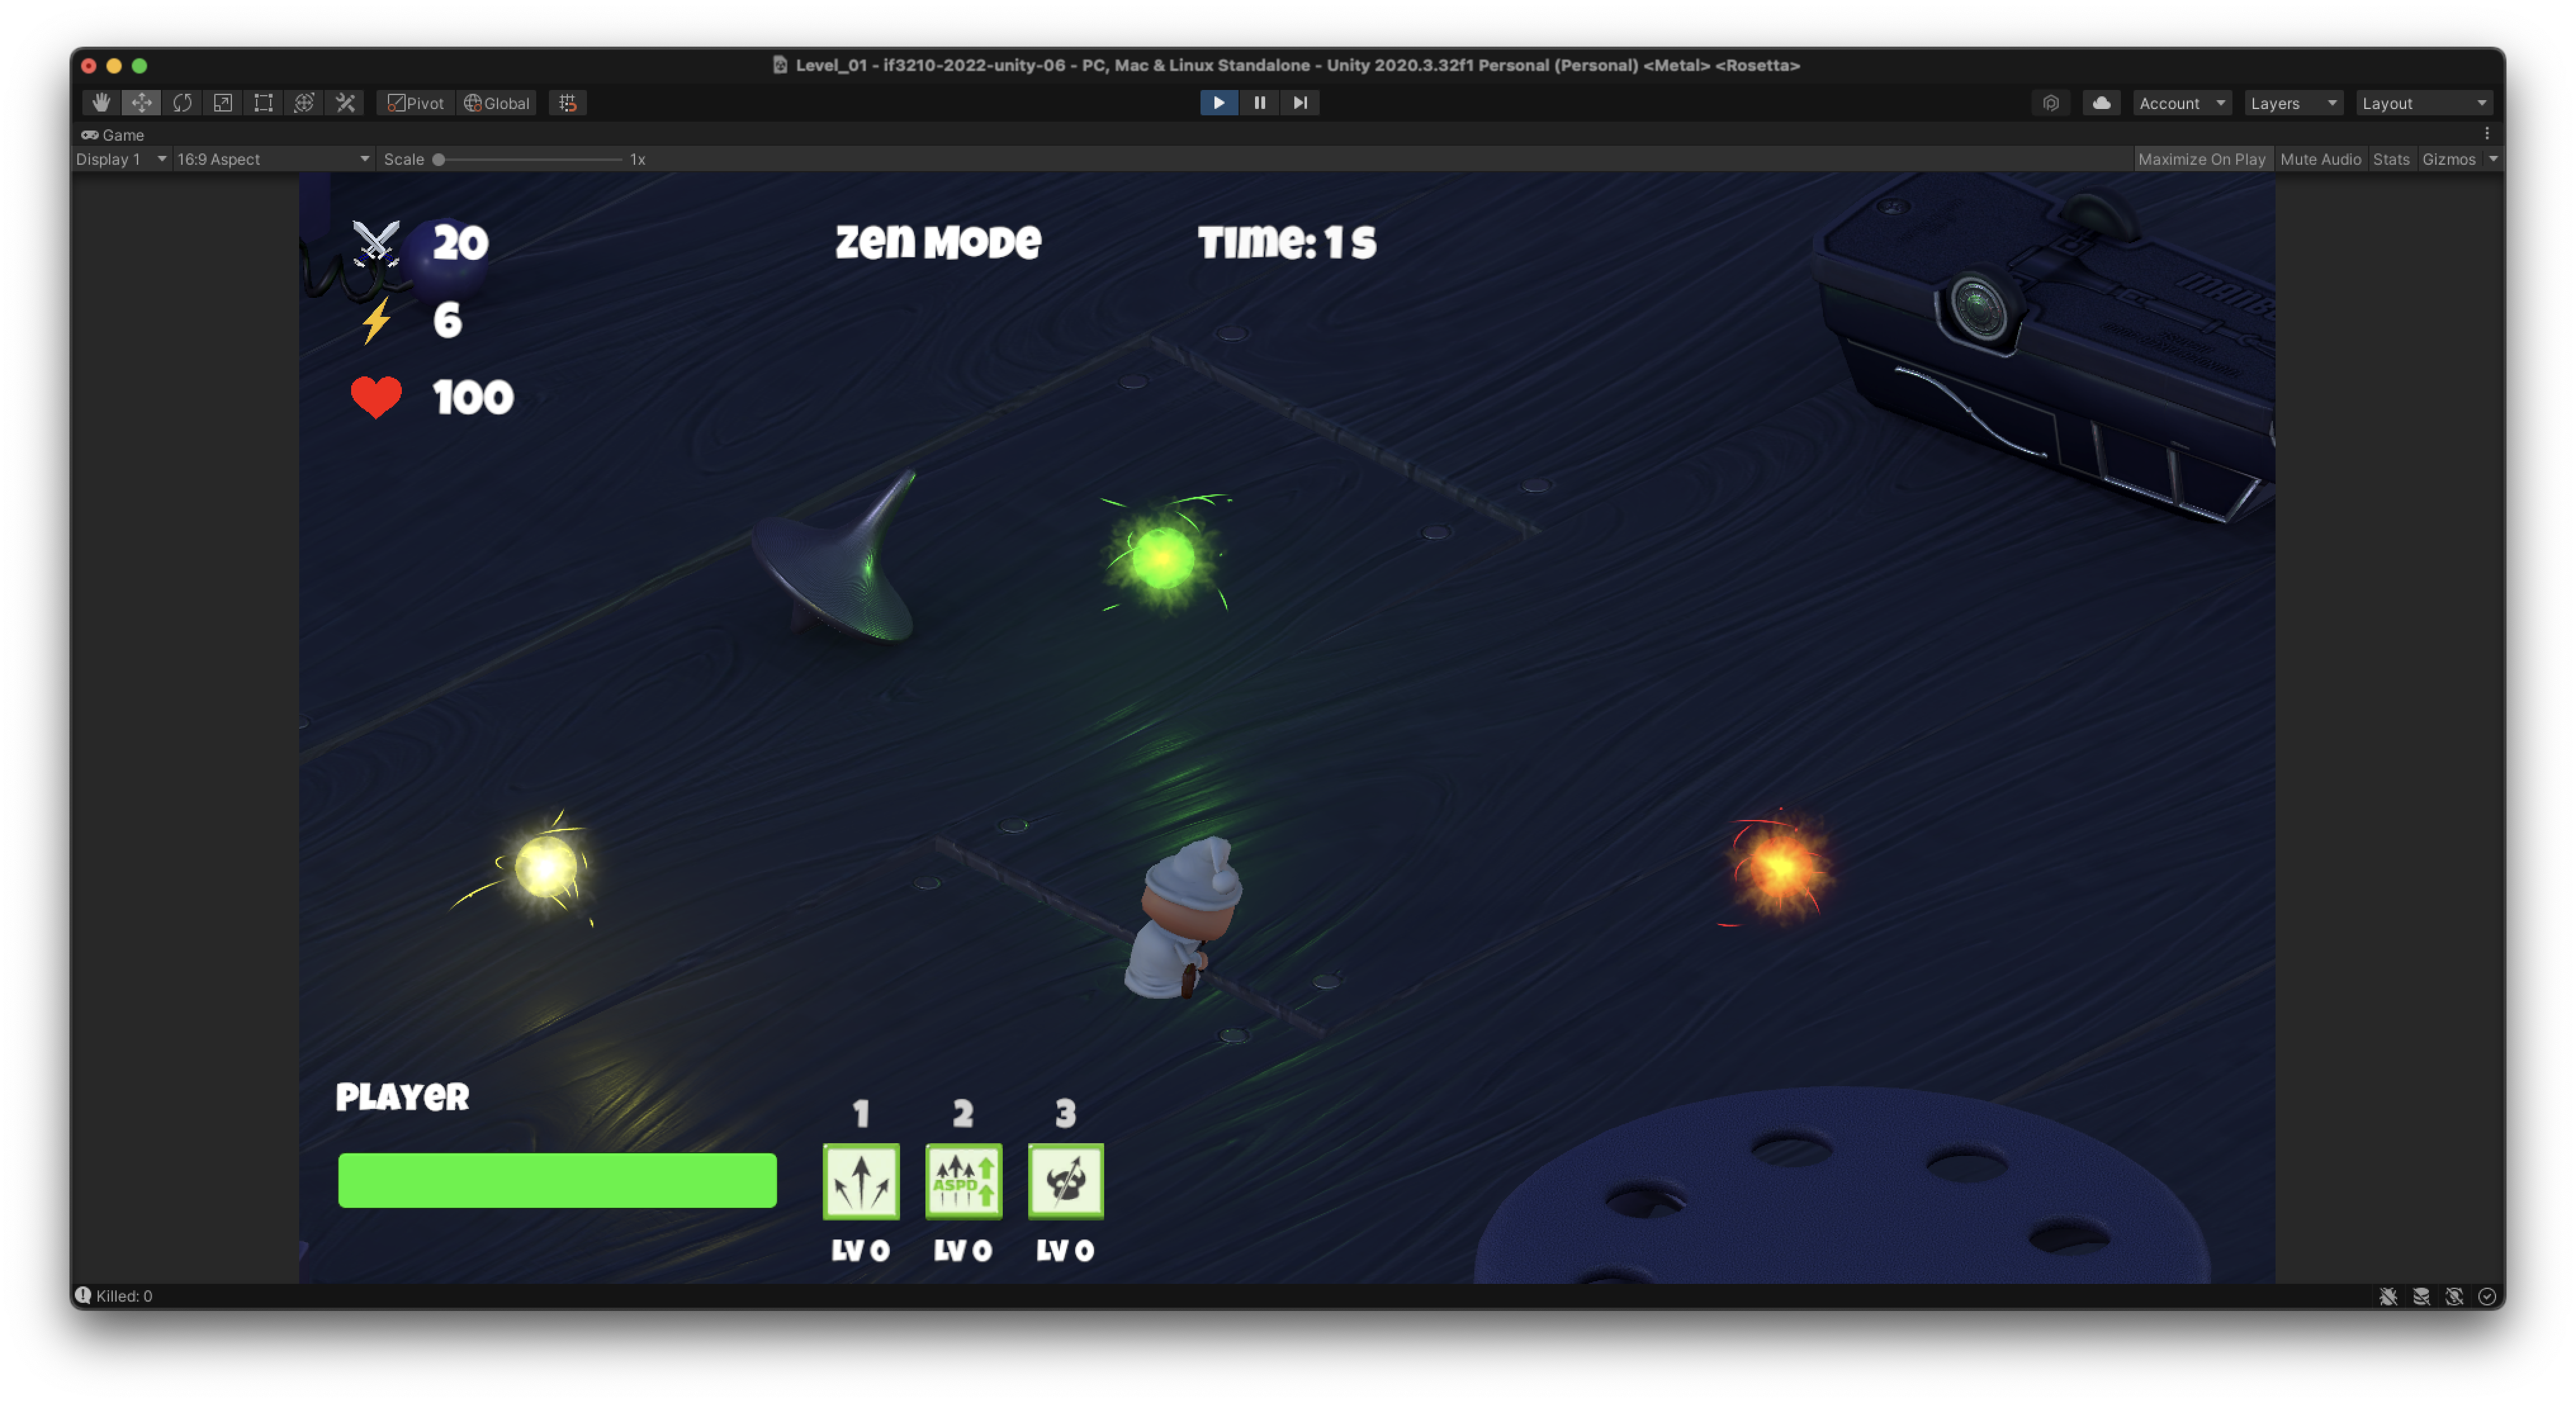 Level_01 - if3210-2022-unity-06 - PC, Mac & Linux Standalone - Unity 2020.3.32f1 Personal (Personal) <Metal> <Rosetta>
Pivot Global Account Layers Layout
Game
Display 1 16:9 Aspect Scale 1x Maximize On Play Mute Audio Stats Gizmos
20 Zen Mode Time: 1 s
6
100
Player
1 2 3
ASPD
LV 0 LV 0 LV 0
Killed: 0